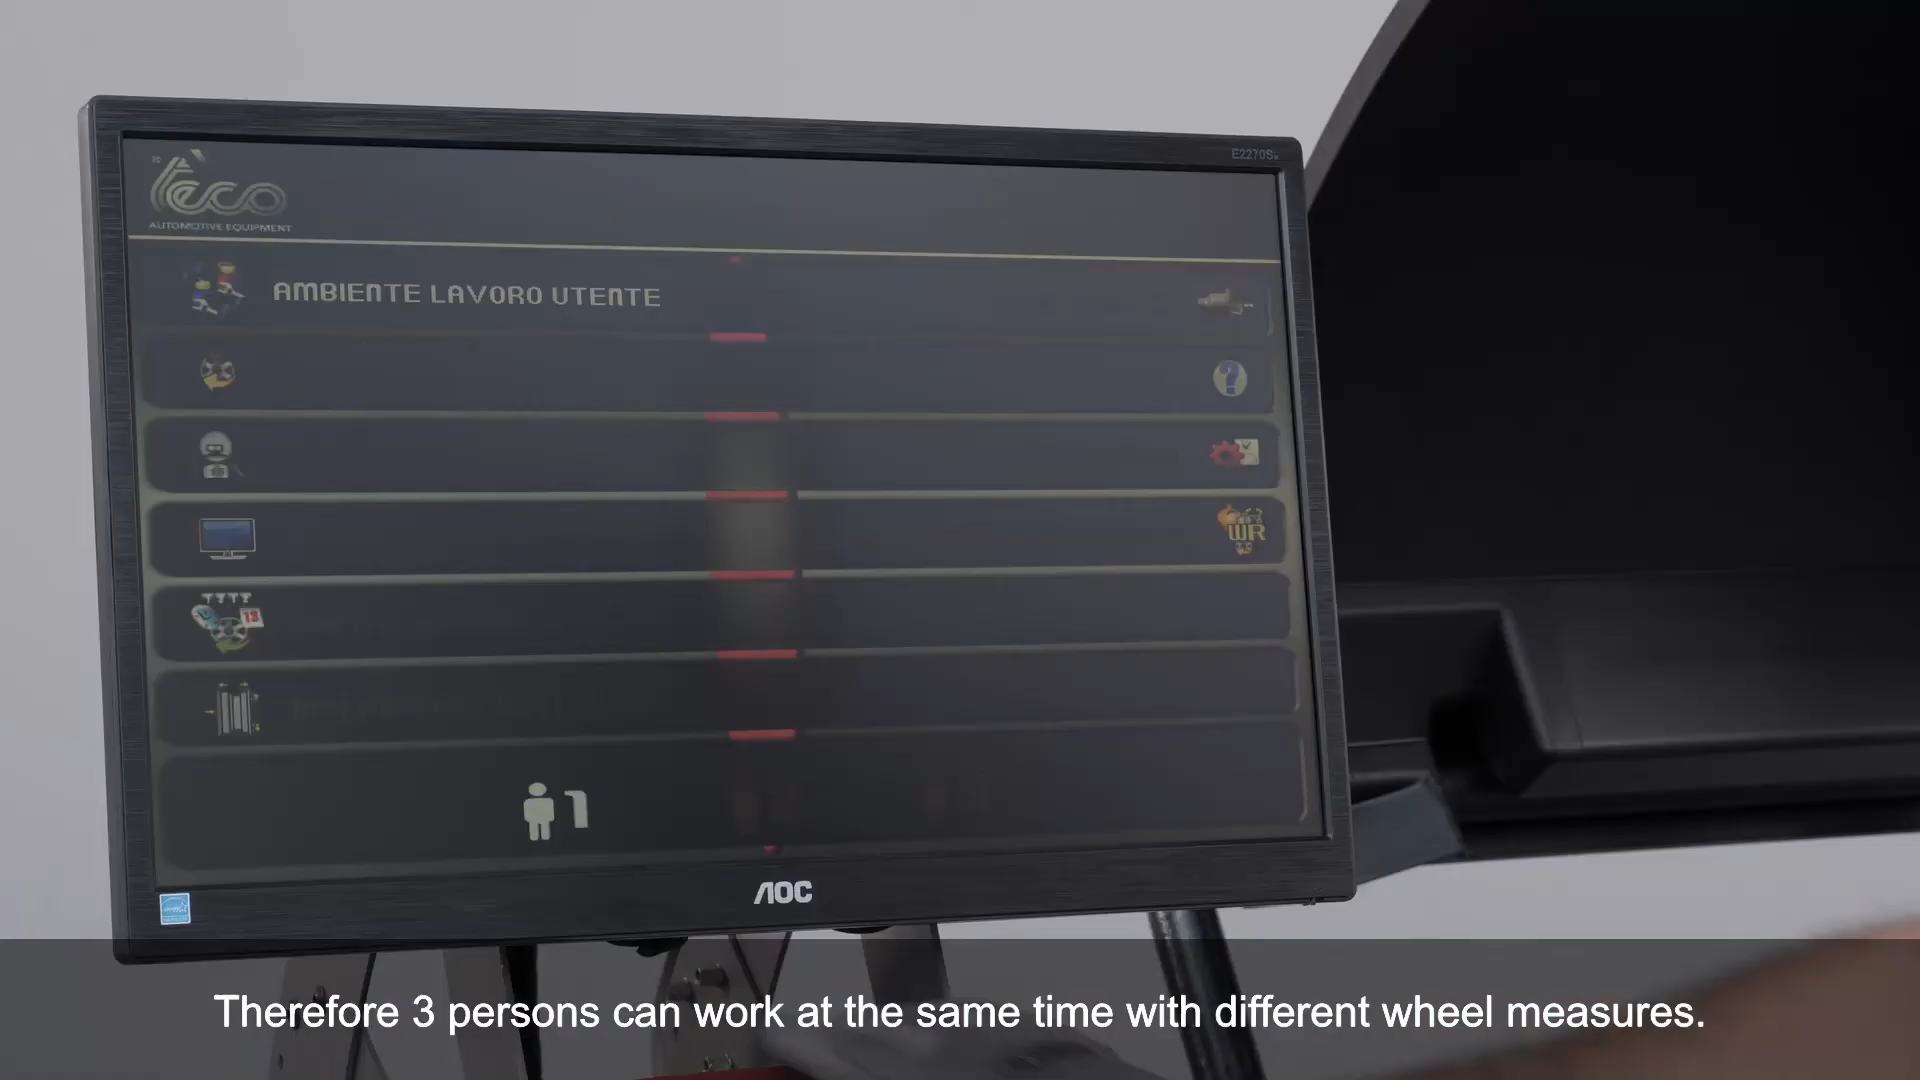 E2270S
Teco
AUTOMOTIVE EQUIPMENT
AMBIENTE LAVORO UTENTE
WR
13
1
AOC
Therefore 3 persons can work at the same time with different wheel measures.